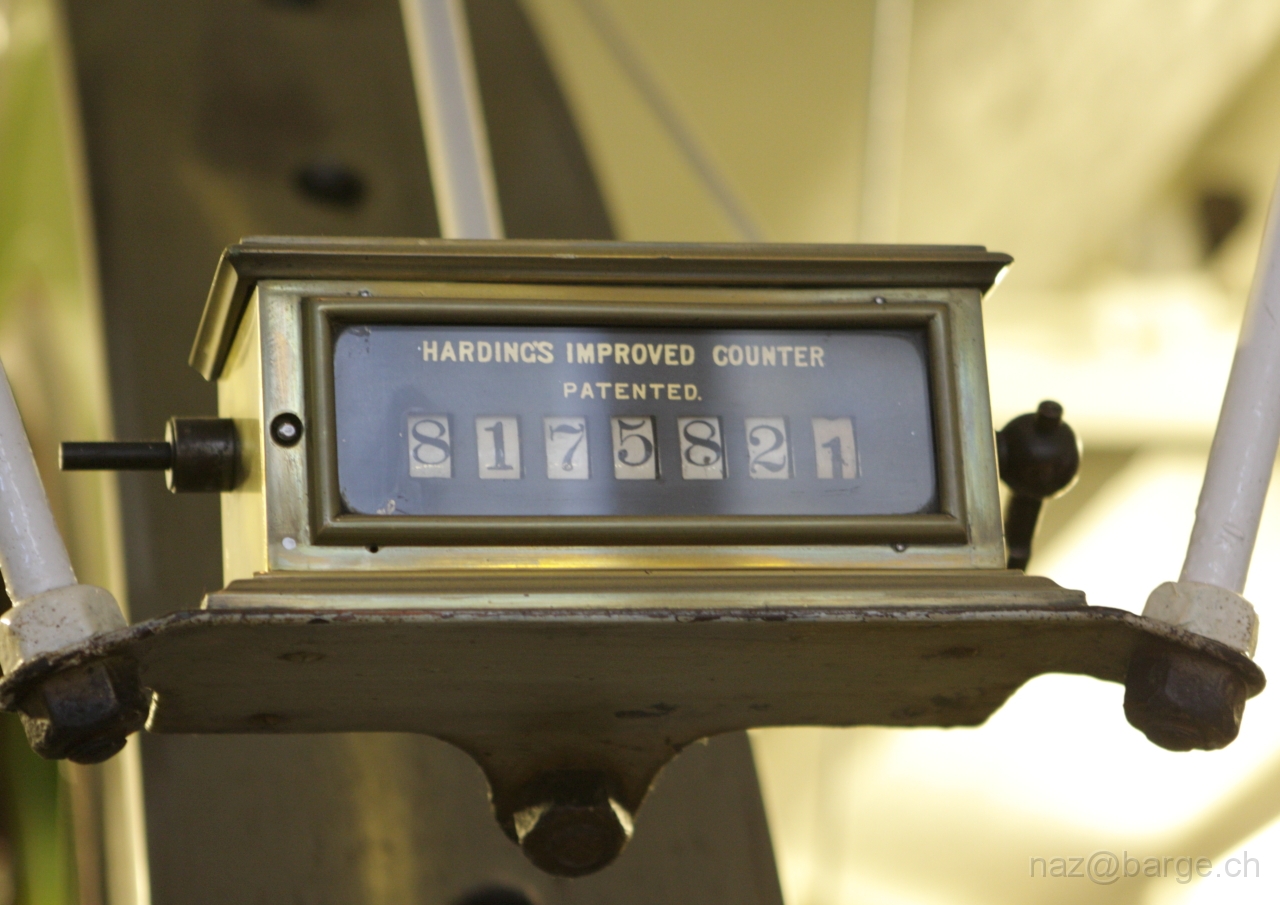 HARDING'S IMPROVED COUNTER
PATENTED.
8175821
naz@barge.ch